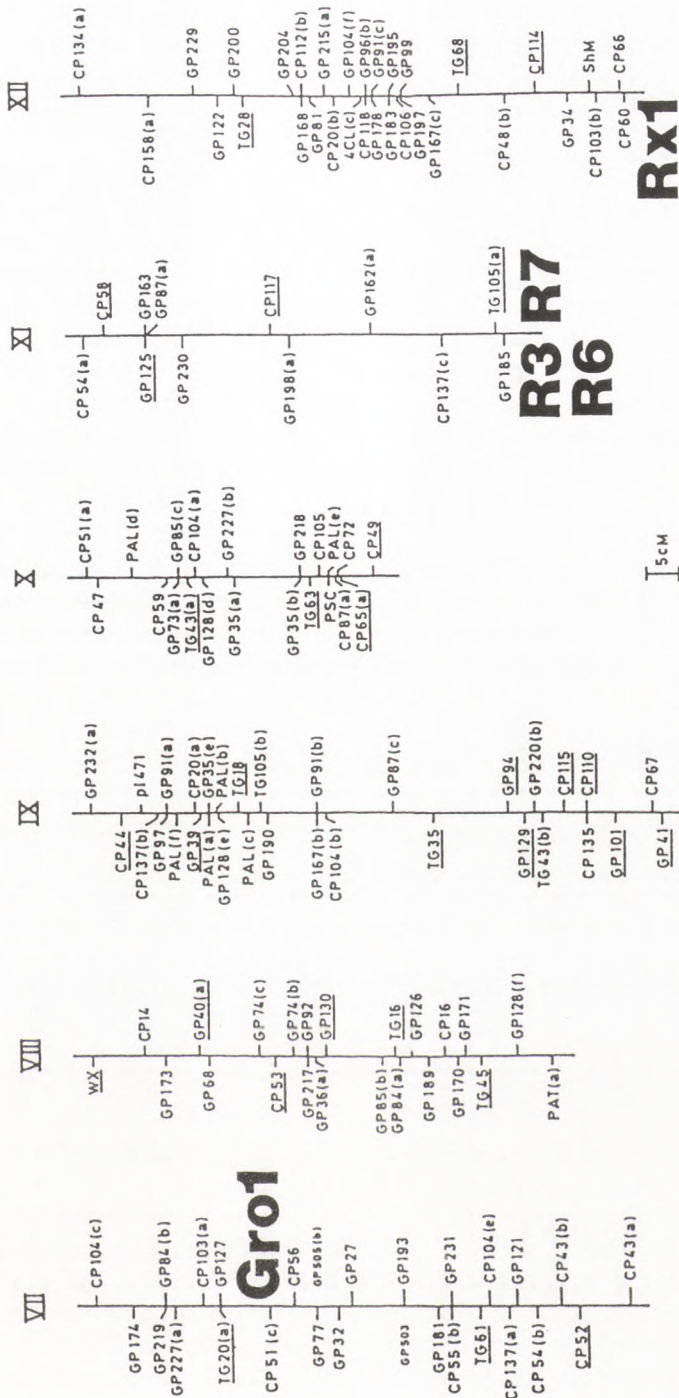 VII
CP104(c)
GP174
GP219
GP84(b)
GP227(a)
CP103(a)
GP127
TG20(a)
Gro1
CP51(c)
CP56
GP77
GP505(b)
GP32
GP27
GP503
GP193
GP181
CP55(b)
GP231
TG61
CP104(e)
CP137(a)
GP121
CP54(b)
CP43(b)
CP52
CP43(a)
VIII
WX
CP14
GP173
GP40(a)
GP68
GP74(c)
CP53
GP74(b)
GP217
GP92
GP36(a)
GP130
GP85(b)
TG16
GP84(a)
GP126
GP189
CP16
GP170
GP171
TG45
GP128(f)
PAT(a)
IX
GP232(a)
CP44
pl471
CP137(b)
GP97
GP91(a)
PAL(f)
GP39
CP20(a)
PAL(a)
GP35(e)
GP128(e)
PAL(b)
TG18
PAL(c)
TG105(b)
GP190
GP167(b)
GP91(b)
CP104(b)
GP87(c)
TG35
GP94
GP129
GP220(b)
TG43(b)
CP115
CP135
CP110
GP101
CP67
GP41
X
CP51(a)
CP47
PAL(d)
CP59
GP73(a)
GP85(c)
TG43(a)
CP104(a)
GP128(d)
GP227(b)
GP35(a)
GP35(b)
GP218
TG63
CP105
PSC
PAL(e)
CP87(a)
CP72
CP65(a)
CP49
5cM
XI
CP54(a)
CP58
GP125
GP163
GP87(a)
GP230
CP117
GP198(a)
GP162(a)
CP137(c)
TG105(a)
GP185
R3 R7
R6
XII
CP134(a)
CP158(a)
GP229
GP122
GP200
TG28
GP204
GP168
CP112(b)
GP81
GP215(a)
CP20(b)
GP104(f)
4CL(c)
GP96(b)
CP118
GP91(c)
GP178
GP195
GP183
GP99
CP106
GP197
GP167(c)
TG68
CP48(b)
CP114
GP34
ShM
CP103(b)
CP66
CP60
Rx1